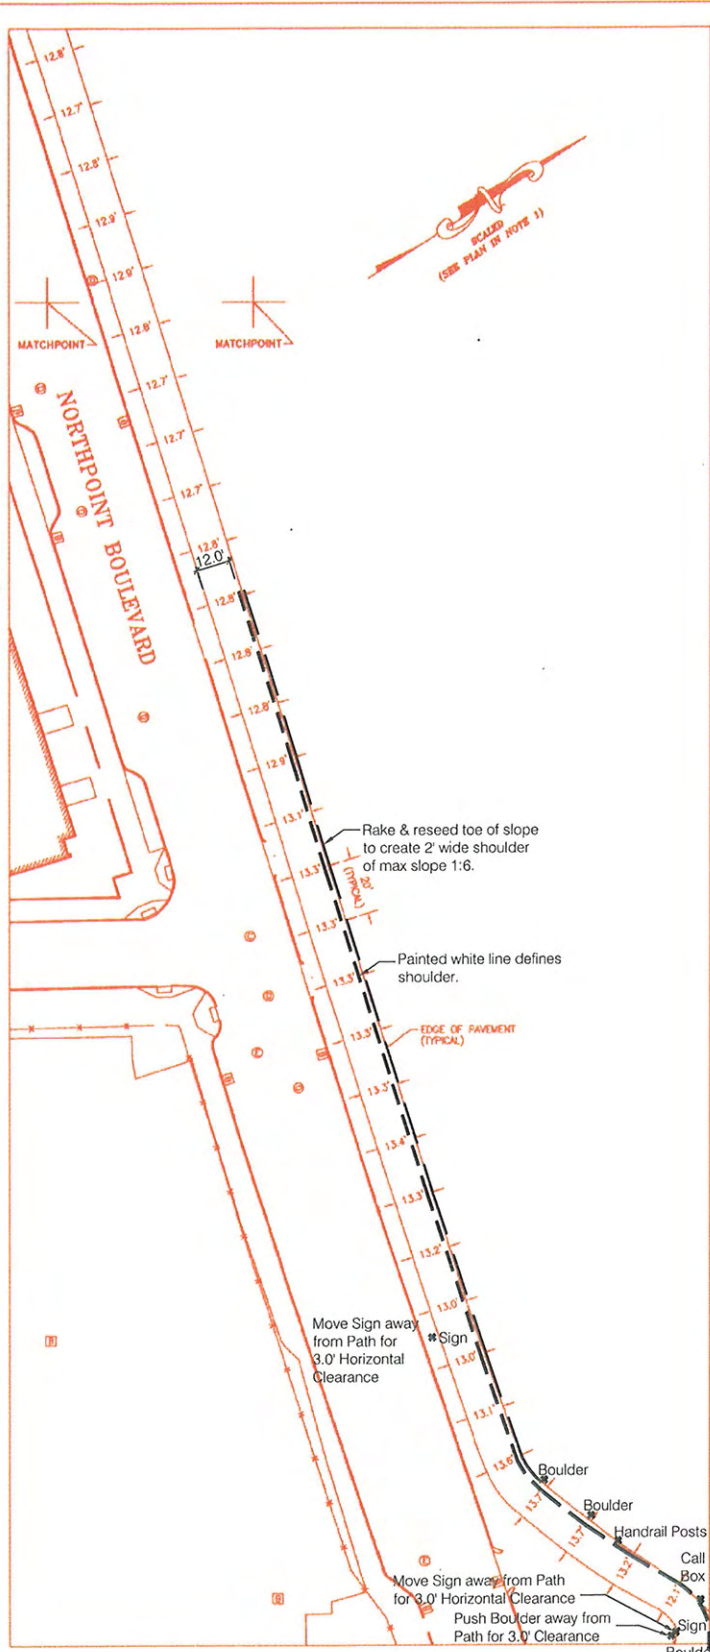 12.8'
12.7'
12.8'
12.9'
12.9'
SCALED
(SEE PLAN IN NOTE 1)
MATCHPOINT
MATCHPOINT
12.8'
12.7'
12.7'
12.7'
NORTHPOINT BOULEVARD
12.8'
12.0'
12.8'
12.8'
12.8'
12.9'
13.1'
Rake & reseed toe of slope
to create 2' wide shoulder
of max slope 1:6.
13.3'
20'
(TYPICAL)
13.3'
Painted white line defines
shoulder.
13.3'
EDGE OF PAVEMENT
(TYPICAL)
13.3'
13.3'
13.4'
13.3'
13.2'
13.0'
Move Sign away
from Path for
3.0' Horizontal
Clearance
Sign
13.0'
13.1'
13.6'
Boulder
13.7'
Boulder
13.7'
Handrail Posts
13.2'
Call
Box
12.1'
Move Sign away from Path
for 3.0' Horizontal Clearance
Push Boulder away from
Path for 3.0' Clearance
Sign